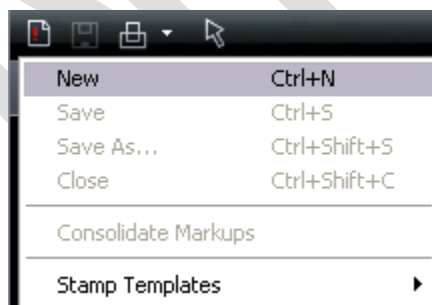 New Ctrl+N
Save Ctrl+S
Save As... Ctrl+Shift+S
Close Ctrl+Shift+C
Consolidate Markups
Stamp Templates